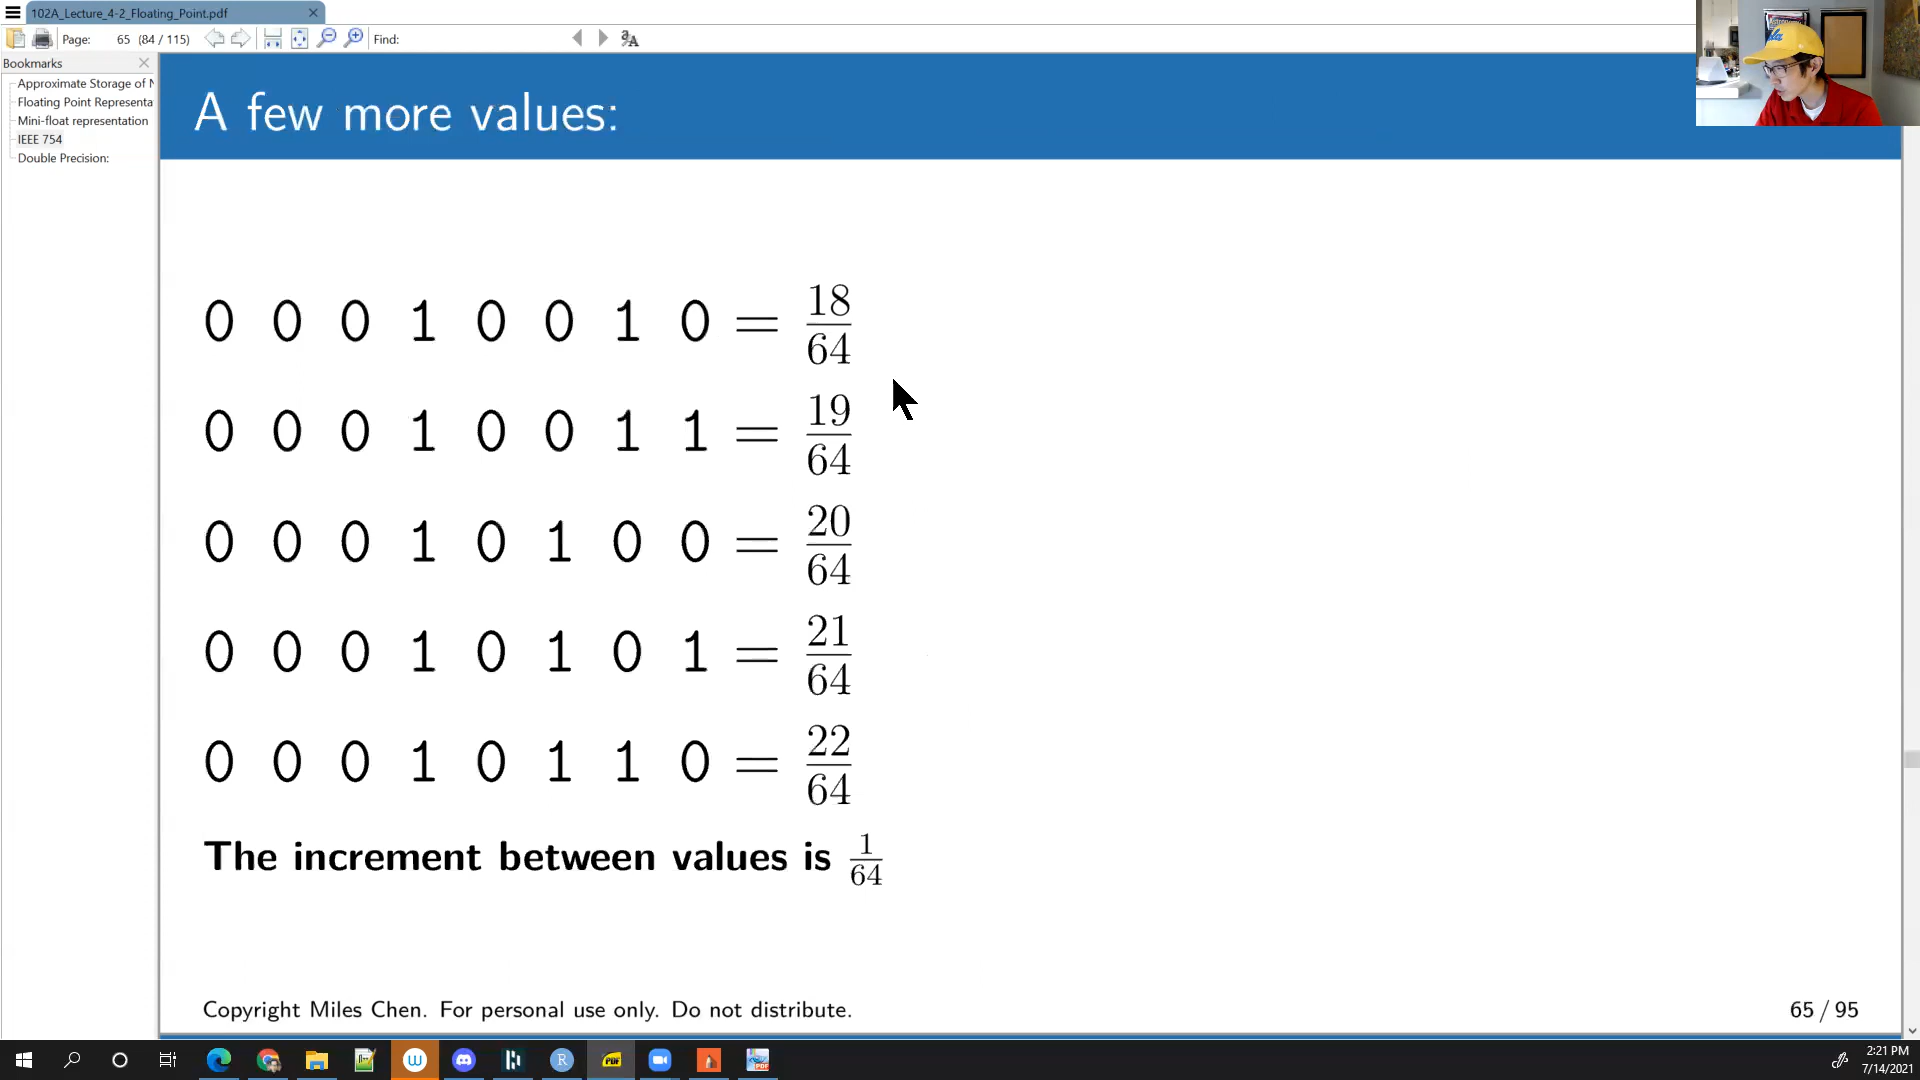 102A_Lecture_4-2_Floating_Point.pdf
Page: 65 (84 / 115) Find:
Bookmarks
Approximate Storage of N
Floating Point Representa
Mini-float representation
IEEE 754
Double Precision:
A few more values:
0 0 0 1 0 0 1 0 = 18/64
0 0 0 1 0 0 1 1 = 19/64
0 0 0 1 0 1 0 0 = 20/64
0 0 0 1 0 1 0 1 = 21/64
0 0 0 1 0 1 1 0 = 22/64
The increment between values is 1/64
Copyright Miles Chen. For personal use only. Do not distribute.
65 / 95
2:21 PM
7/14/2021